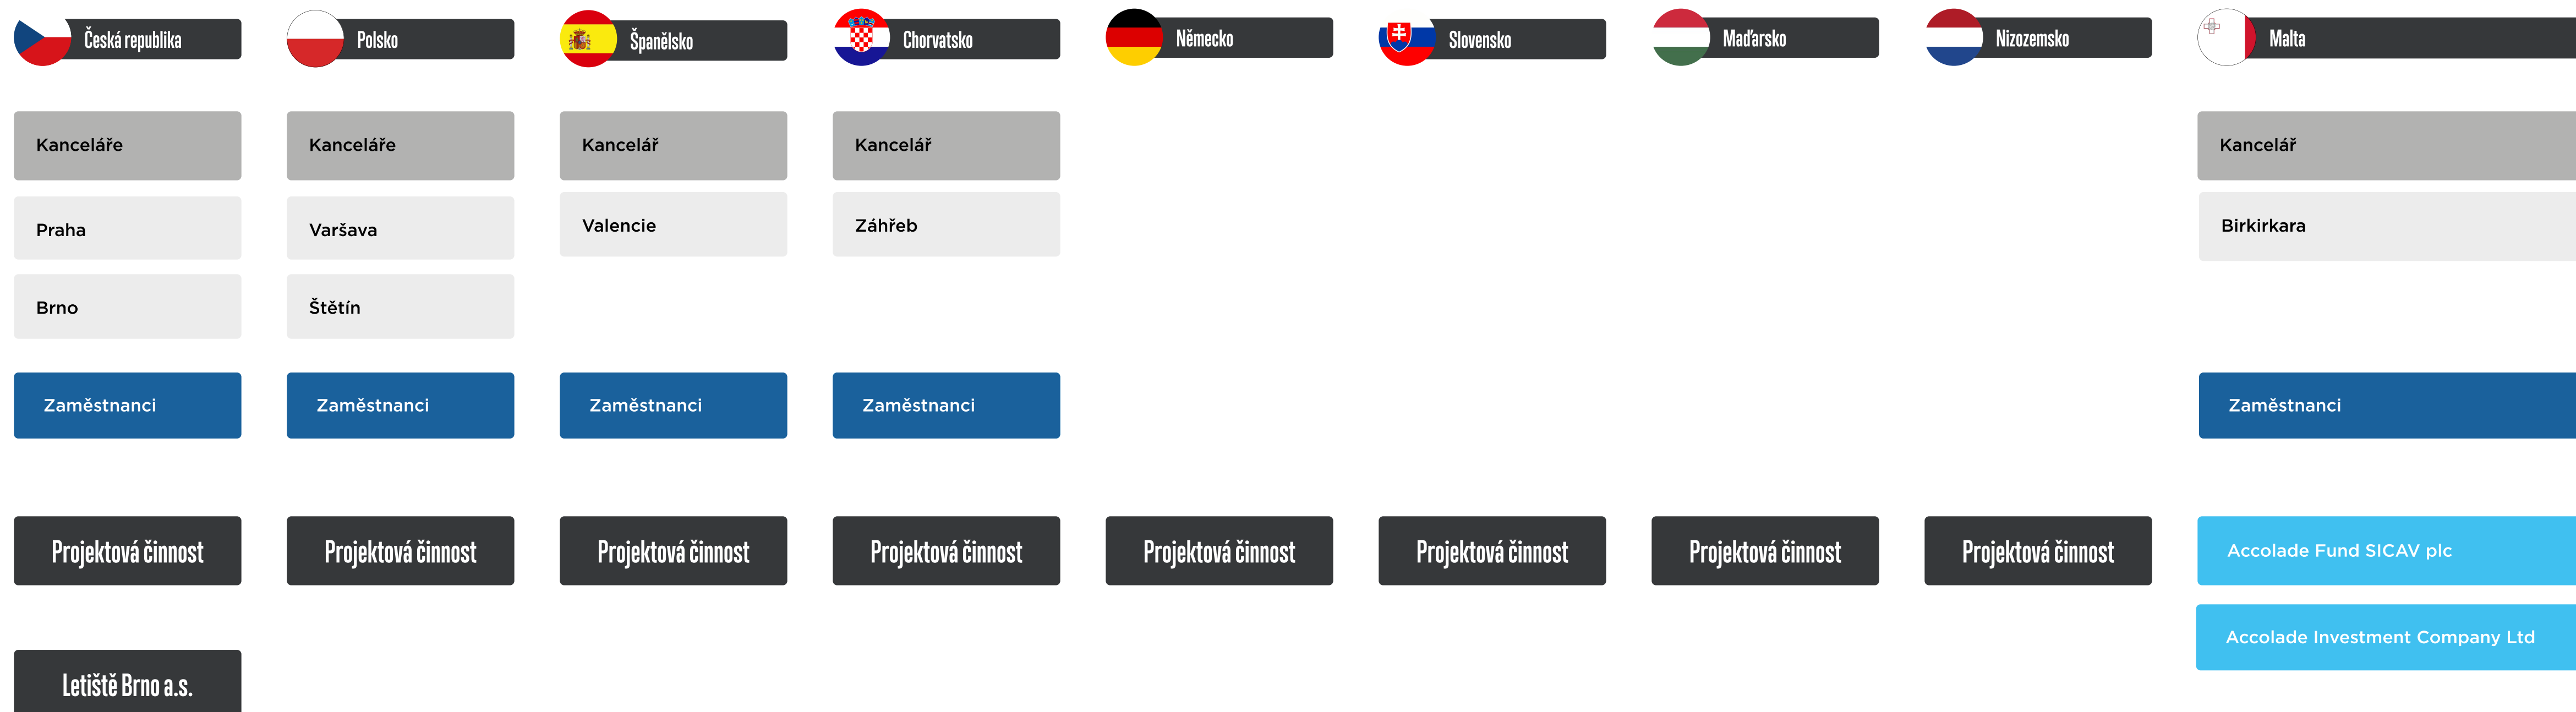 Česká republika
Polsko
Španělsko
Chorvatsko
Německo
Slovensko
Maďarsko
Nizozemsko
Malta
Kanceláře
Kanceláře
Kancelář
Kancelář
Kancelář
Praha
Varšava
Valencie
Záhřeb
Birkirkara
Brno
Štětín
Zaměstnanci
Zaměstnanci
Zaměstnanci
Zaměstnanci
Zaměstnanci
Projektová činnost
Projektová činnost
Projektová činnost
Projektová činnost
Projektová činnost
Projektová činnost
Projektová činnost
Projektová činnost
Accolade Fund SICAV plc
Accolade Investment Company Ltd
Letiště Brno a.s.